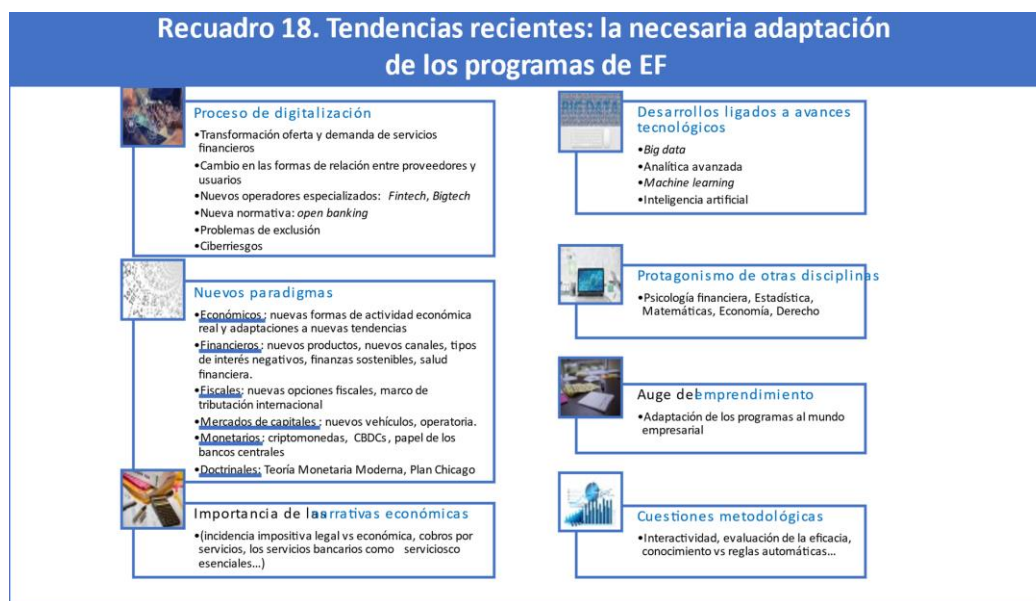 Recuadro 18. Tendencias recientes: la necesaria adaptación
de los programas de EF
Proceso de digitalización
•Transformación oferta y demanda de servicios
financieros
•Cambio en las formas de relación entre proveedores y
usuarios
•Nuevos operadores especializados: Fintech, Bigtech
•Nueva normativa: open banking
•Problemas de exclusión
•Ciberriesgos
Nuevos paradigmas
•Económicos: nuevas formas de actividad económica
real y adaptaciones a nuevas tendencias
•Financieros: nuevos productos, nuevos canales, tipos
de interés negativos, finanzas sostenibles, salud
financiera.
•Fiscales: nuevas opciones fiscales, marco de
tributación internacional
•Mercados de capitales: nuevos vehículos, operatoria.
•Monetarios: criptomonedas, CBDCs, papel de los
bancos centrales
•Doctrinales: Teoría Monetaria Moderna, Plan Chicago
Importancia de las narrativas económicas
•(incidencia impositiva legal vs económica, cobros por
servicios, los servicios bancarios como serviciosco
esenciales...)
BIG DATA
Desarrollos ligados a avances
tecnológicos
•Big data
•Analítica avanzada
•Machine learning
•Inteligencia artificial
Protagonismo de otras disciplinas
•Psicología financiera, Estadística,
Matemáticas, Economía, Derecho
Auge del emprendimiento
•Adaptación de los programas al mundo
empresarial
Cuestiones metodológicas
•Interactividad, evaluación de la eficacia,
conocimiento vs reglas automáticas...